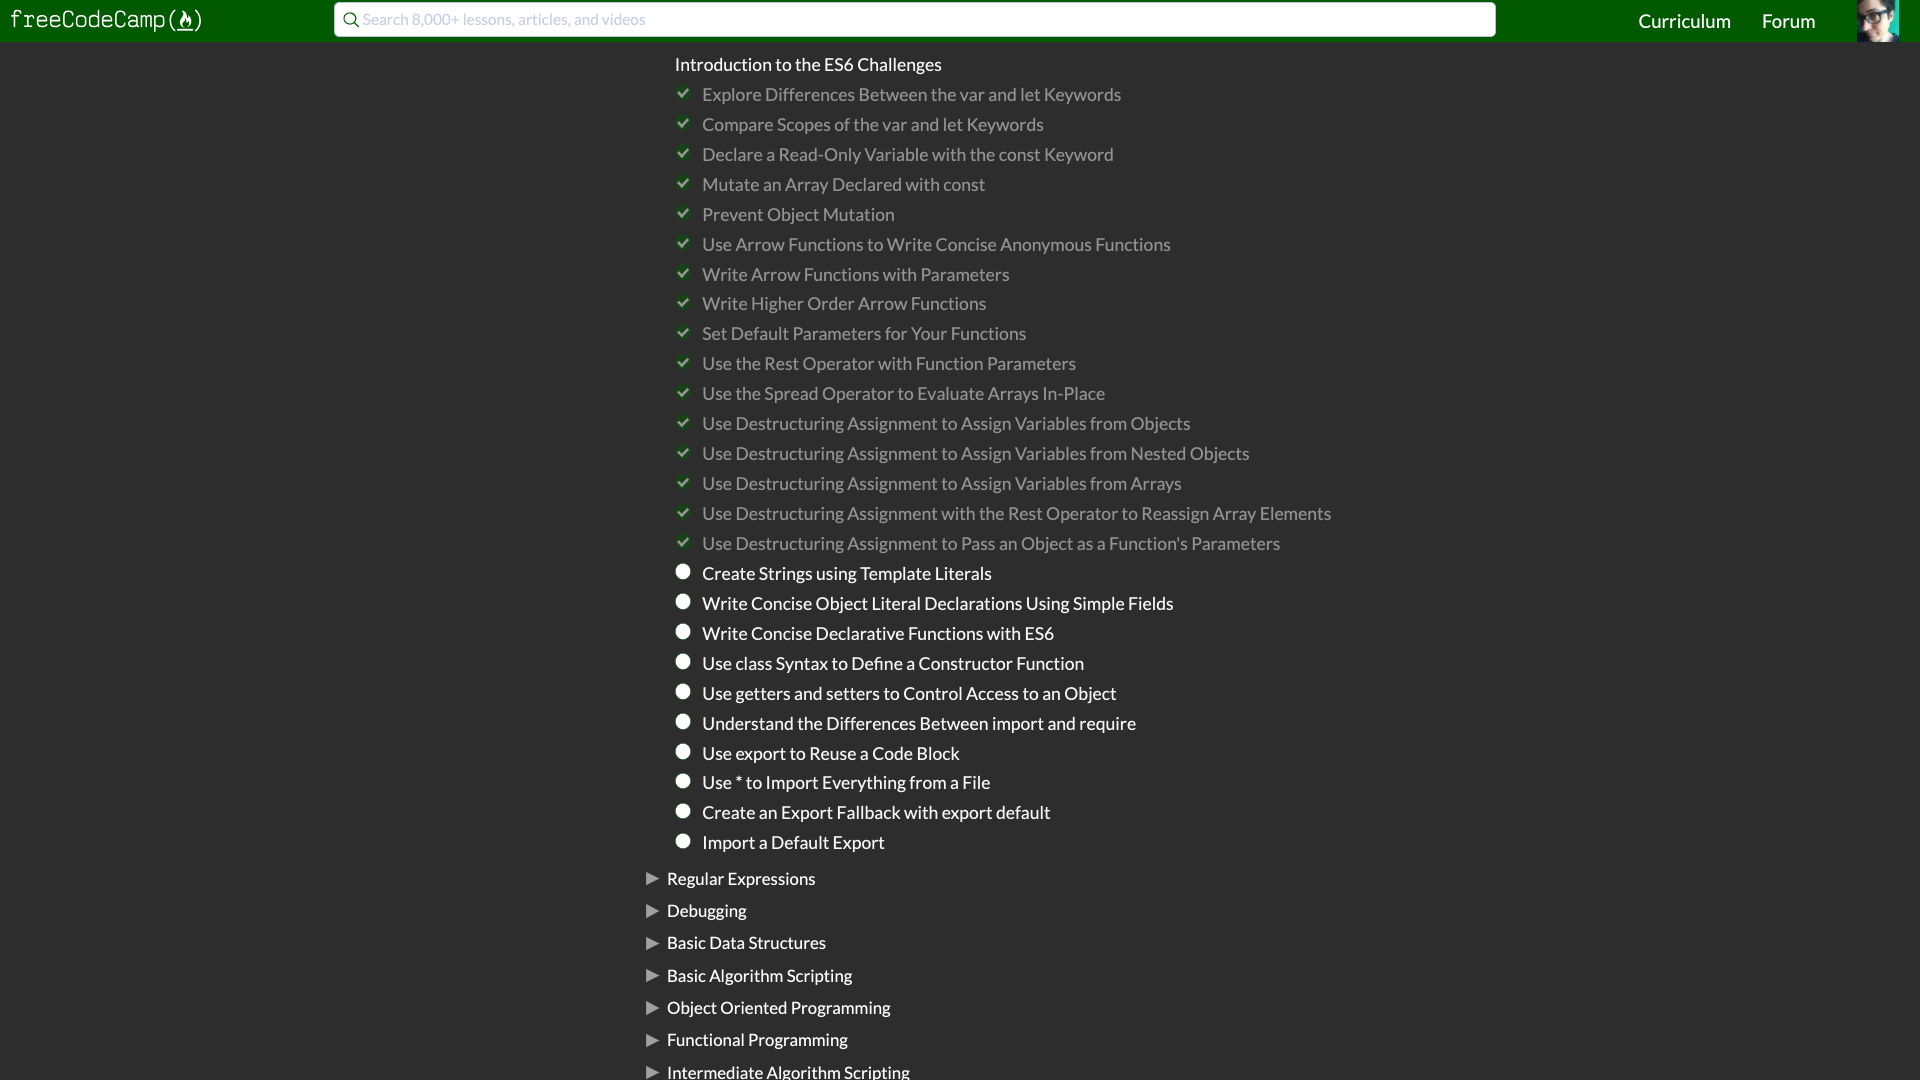 freeCodeCamp(🔥)
Search 8,000+ lessons, articles, and videos
Curriculum
Forum
Introduction to the ES6 Challenges
Explore Differences Between the var and let Keywords
Compare Scopes of the var and let Keywords
Declare a Read-Only Variable with the const Keyword
Mutate an Array Declared with const
Prevent Object Mutation
Use Arrow Functions to Write Concise Anonymous Functions
Write Arrow Functions with Parameters
Write Higher Order Arrow Functions
Set Default Parameters for Your Functions
Use the Rest Operator with Function Parameters
Use the Spread Operator to Evaluate Arrays In-Place
Use Destructuring Assignment to Assign Variables from Objects
Use Destructuring Assignment to Assign Variables from Nested Objects
Use Destructuring Assignment to Assign Variables from Arrays
Use Destructuring Assignment with the Rest Operator to Reassign Array Elements
Use Destructuring Assignment to Pass an Object as a Function's Parameters
Create Strings using Template Literals
Write Concise Object Literal Declarations Using Simple Fields
Write Concise Declarative Functions with ES6
Use class Syntax to Define a Constructor Function
Use getters and setters to Control Access to an Object
Understand the Differences Between import and require
Use export to Reuse a Code Block
Use * to Import Everything from a File
Create an Export Fallback with export default
Import a Default Export
Regular Expressions
Debugging
Basic Data Structures
Basic Algorithm Scripting
Object Oriented Programming
Functional Programming
Intermediate Algorithm Scripting